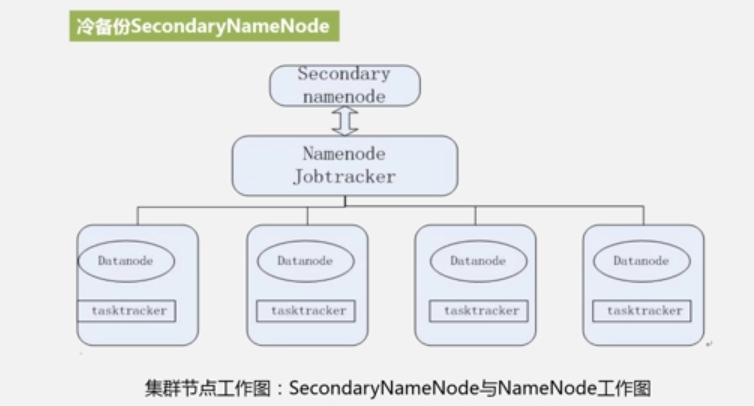 冷备份SecondaryNameNode
Secondary
namenode
Namenode
Jobtracker
Datanode
Datanode
Datanode
Datanode
tasktracker
tasktracker
tasktracker
tasktracker
集群节点工作图：SecondaryNameNode与NameNode工作图